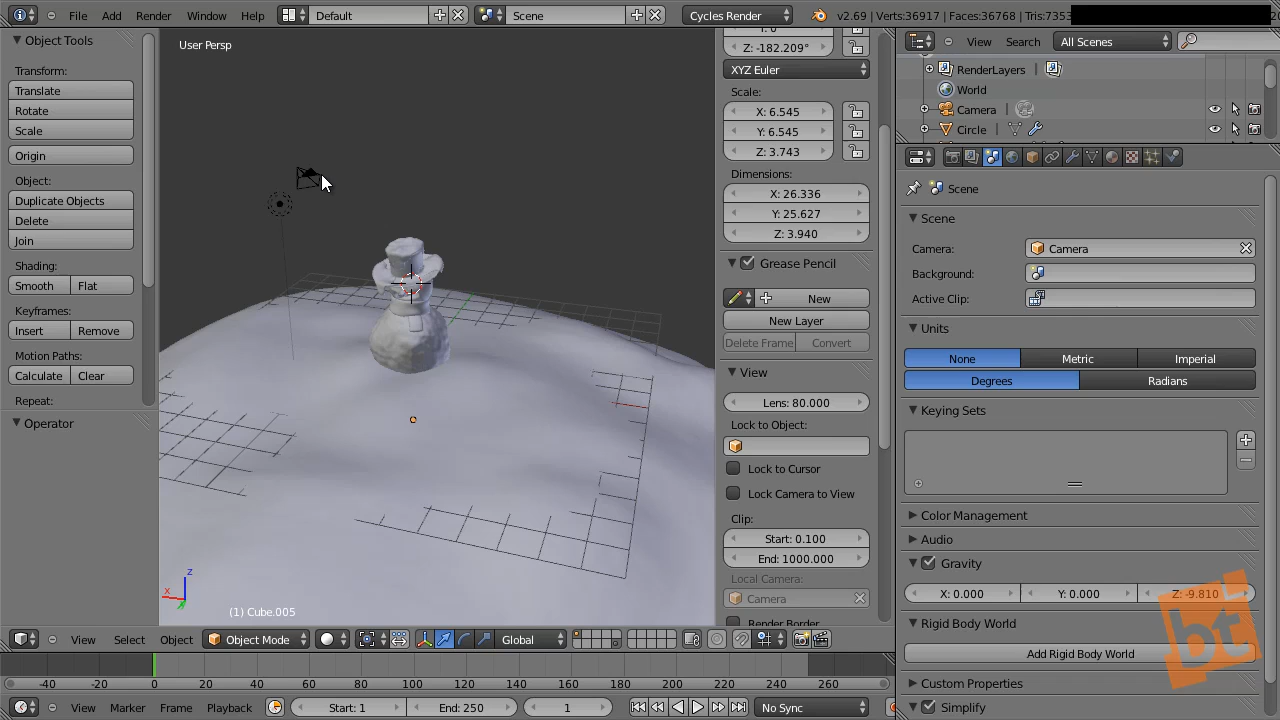 File Add Render Window Help Default Scene Cycles Render v2.69 | Verts:36917 | Faces:36768 | Tris:7353
Object Tools
Transform:
Translate
Rotate
Scale
Origin
Object:
Duplicate Objects
Delete
Join
Shading:
Smooth Flat
Keyframes:
Insert Remove
Motion Paths:
Calculate Clear
Repeat:
Operator
User Persp
z
x
y
(1) Cube.005
Y: 0
Z: -182.209°
XYZ Euler
Scale:
X: 6.545
Y: 6.545
Z: 3.743
Dimensions:
X: 26.336
Y: 25.627
Z: 3.940
Grease Pencil
New
New Layer
Delete Frame Convert
View
Lens: 80.000
Lock to Object:
Lock to Cursor
Lock Camera to View
Clip:
Start: 0.100
End: 1000.000
Local Camera:
Camera
Render Border
View Search All Scenes
RenderLayers |
World
Camera |
Circle |
Scene
Scene
Camera: Camera
Background:
Active Clip:
Units
None Metric Imperial
Degrees Radians
Keying Sets
Color Management
Audio
Gravity
X: 0.000 Y: 0.000 Z: -9.810
Rigid Body World
Add Rigid Body World
Custom Properties
Simplify
bt
View Select Object Object Mode Global
-40 -20 0 20 40 60 80 100 120 140 160 180 200 220 240 260
View Marker Frame Playback Start: 1 End: 250 1 No Sync